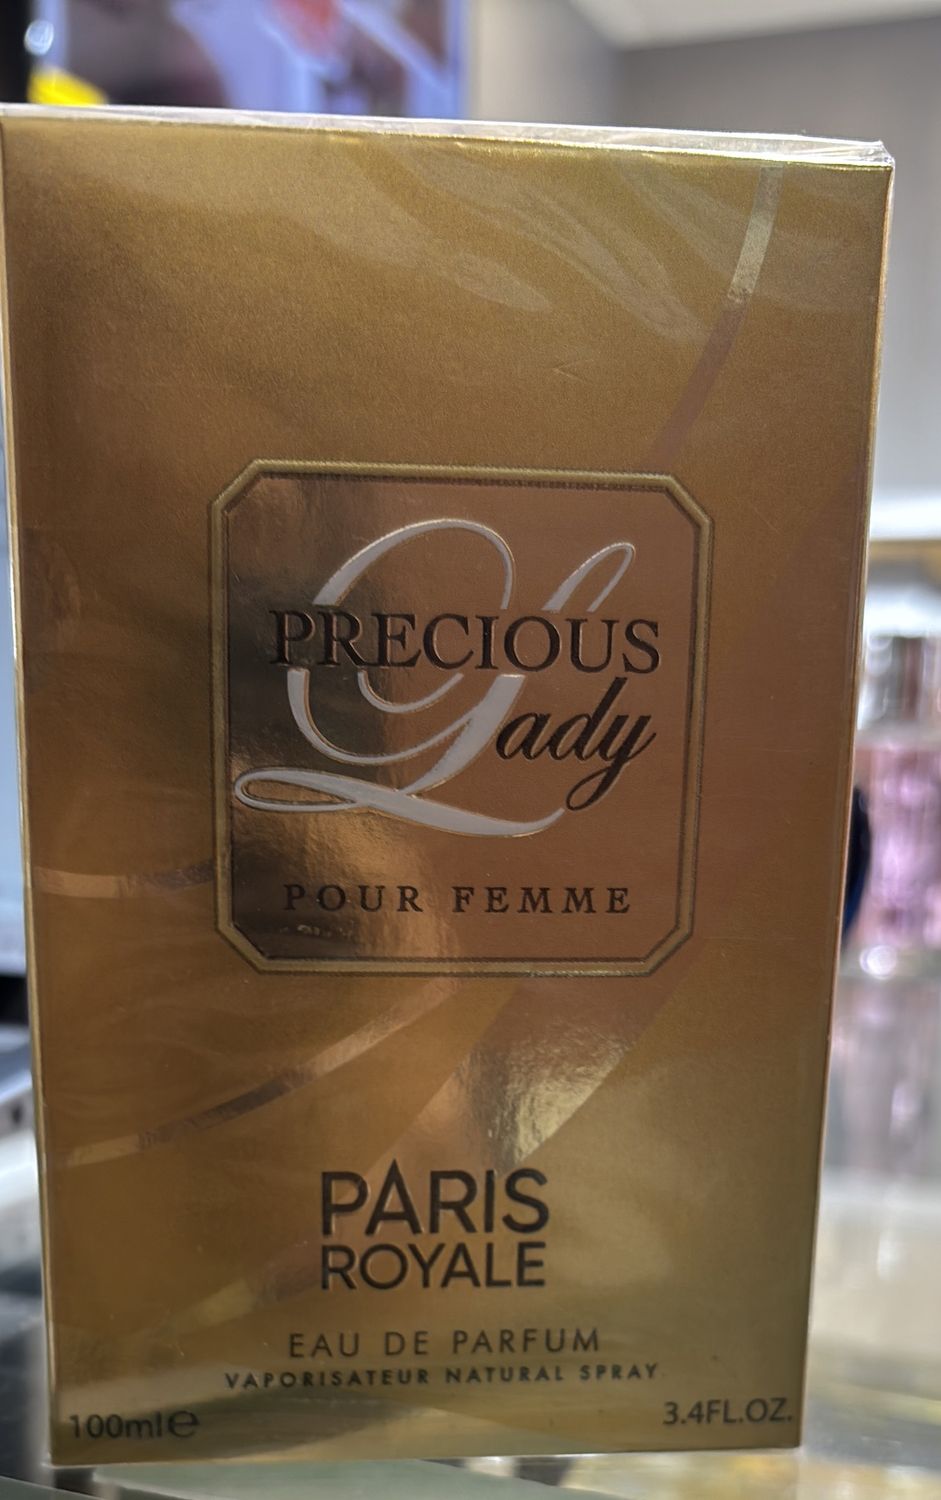 PRECIOUS
Lady
POUR FEMME
PARIS
ROYALE
EAU DE PARFUM
VAPORISATEUR NATURAL SPRAY
100ml℮ 3.4FL.OZ.